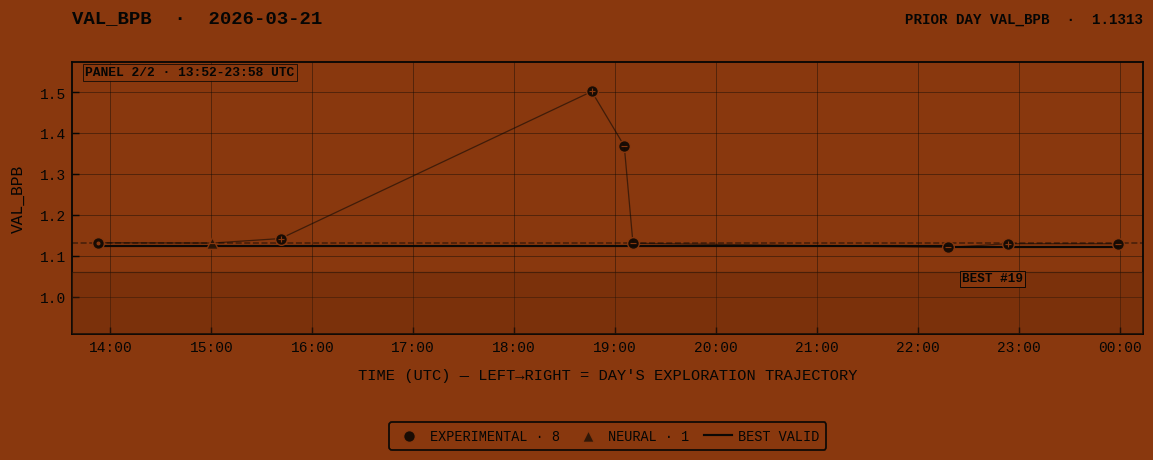 VAL_BPB · 2026-03-21
PRIOR DAY VAL_BPB · 1.1313
PANEL 2/2 · 13:52-23:58 UTC
VAL_BPB
1.5
1.4
1.3
1.2
1.1
1.0
BEST #19
14:00 15:00 16:00 17:00 18:00 19:00 20:00 21:00 22:00 23:00 00:00
TIME (UTC) — LEFT→RIGHT = DAY'S EXPLORATION TRAJECTORY
EXPERIMENTAL · 8 NEURAL · 1 BEST VALID